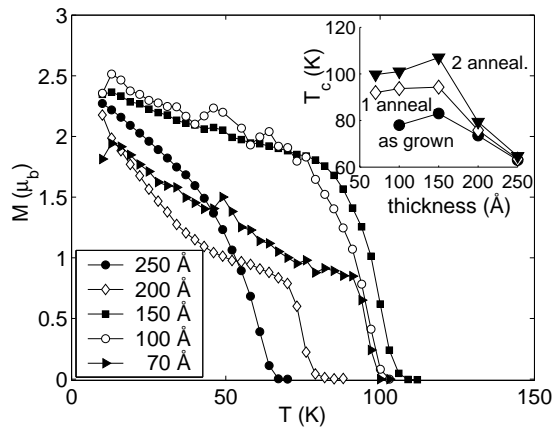 3
2.5
2
1.5
1
0.5
0
M (μb)
0
50
100
150
T (K)
250 Å
200 Å
150 Å
100 Å
70 Å
100
80
60
Tc (K)
50
100
150
200
250
thickness (Å)
2 anneal.
1 anneal.
as grown